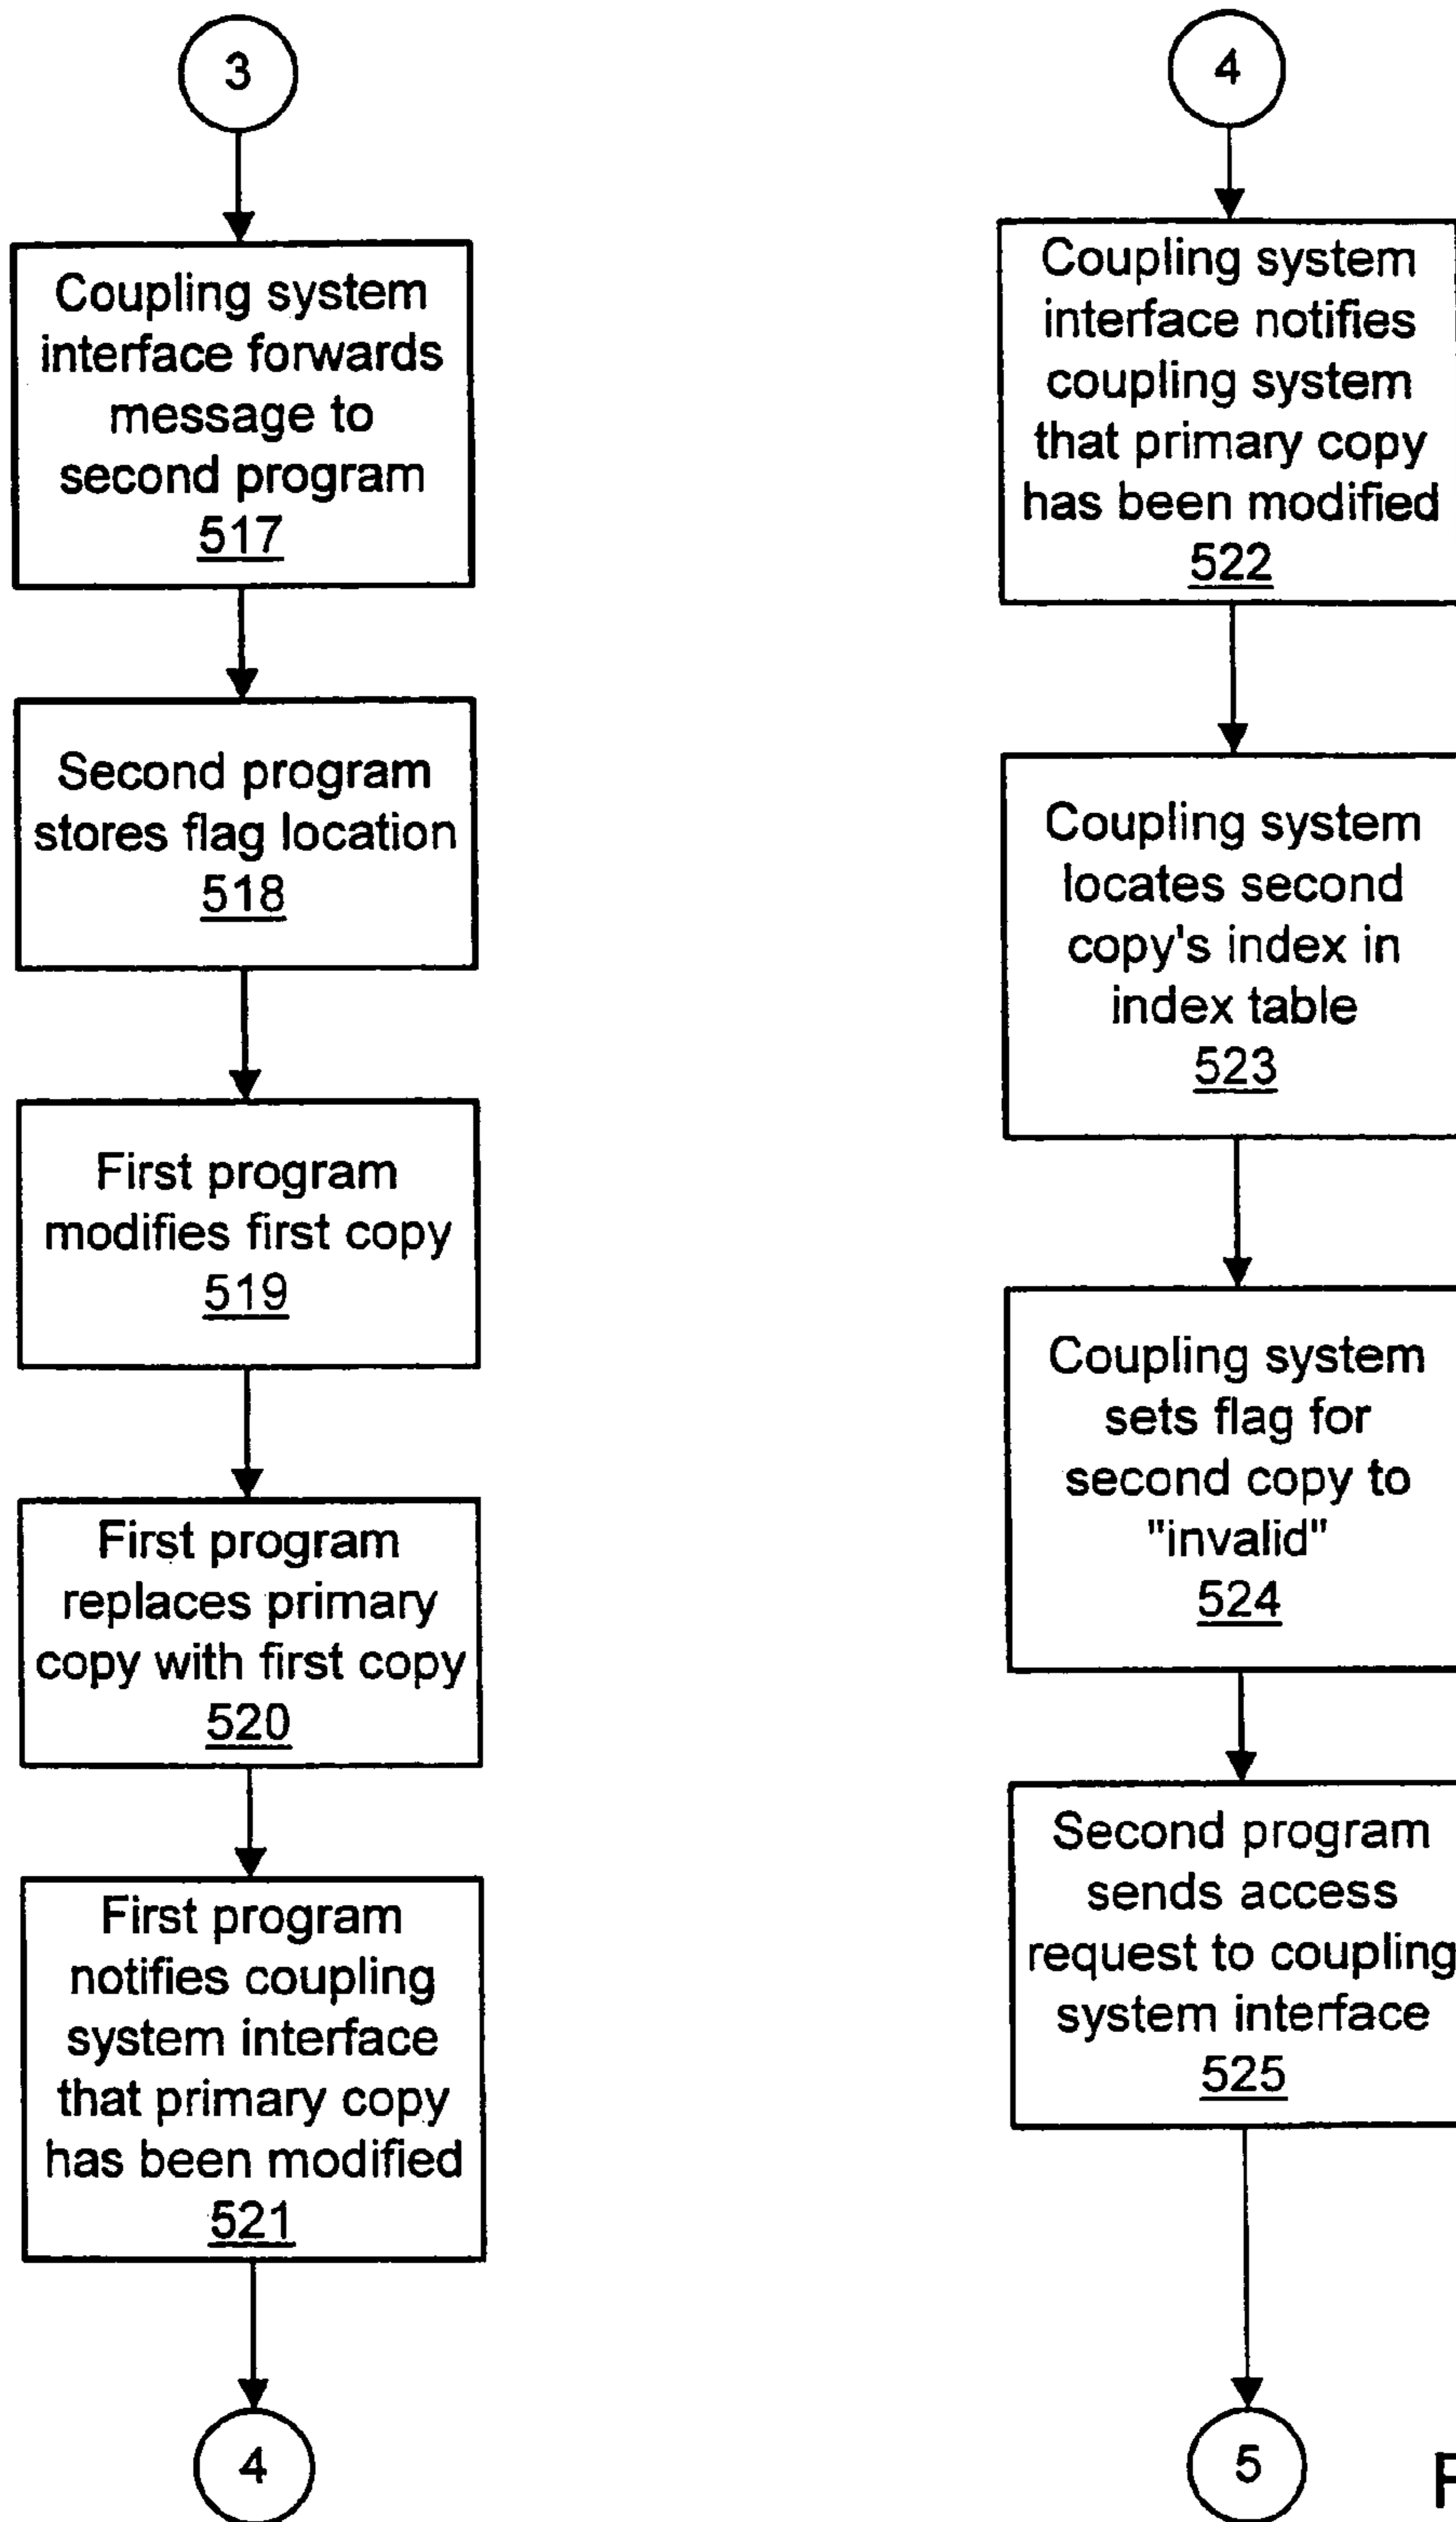 3
Coupling system
interface forwards
message to
second program
517
Second program
stores flag location
518
First program
modifies first copy
519
First program
replaces primary
copy with first copy
520
First program
notifies coupling
system interface
that primary copy
has been modified
521
4
4
Coupling system
interface notifies
coupling system
that primary copy
has been modified
522
Coupling system
locates second
copy's index in
index table
523
Coupling system
sets flag for
second copy to
"invalid"
524
Second program
sends access
request to coupling
system interface
525
5